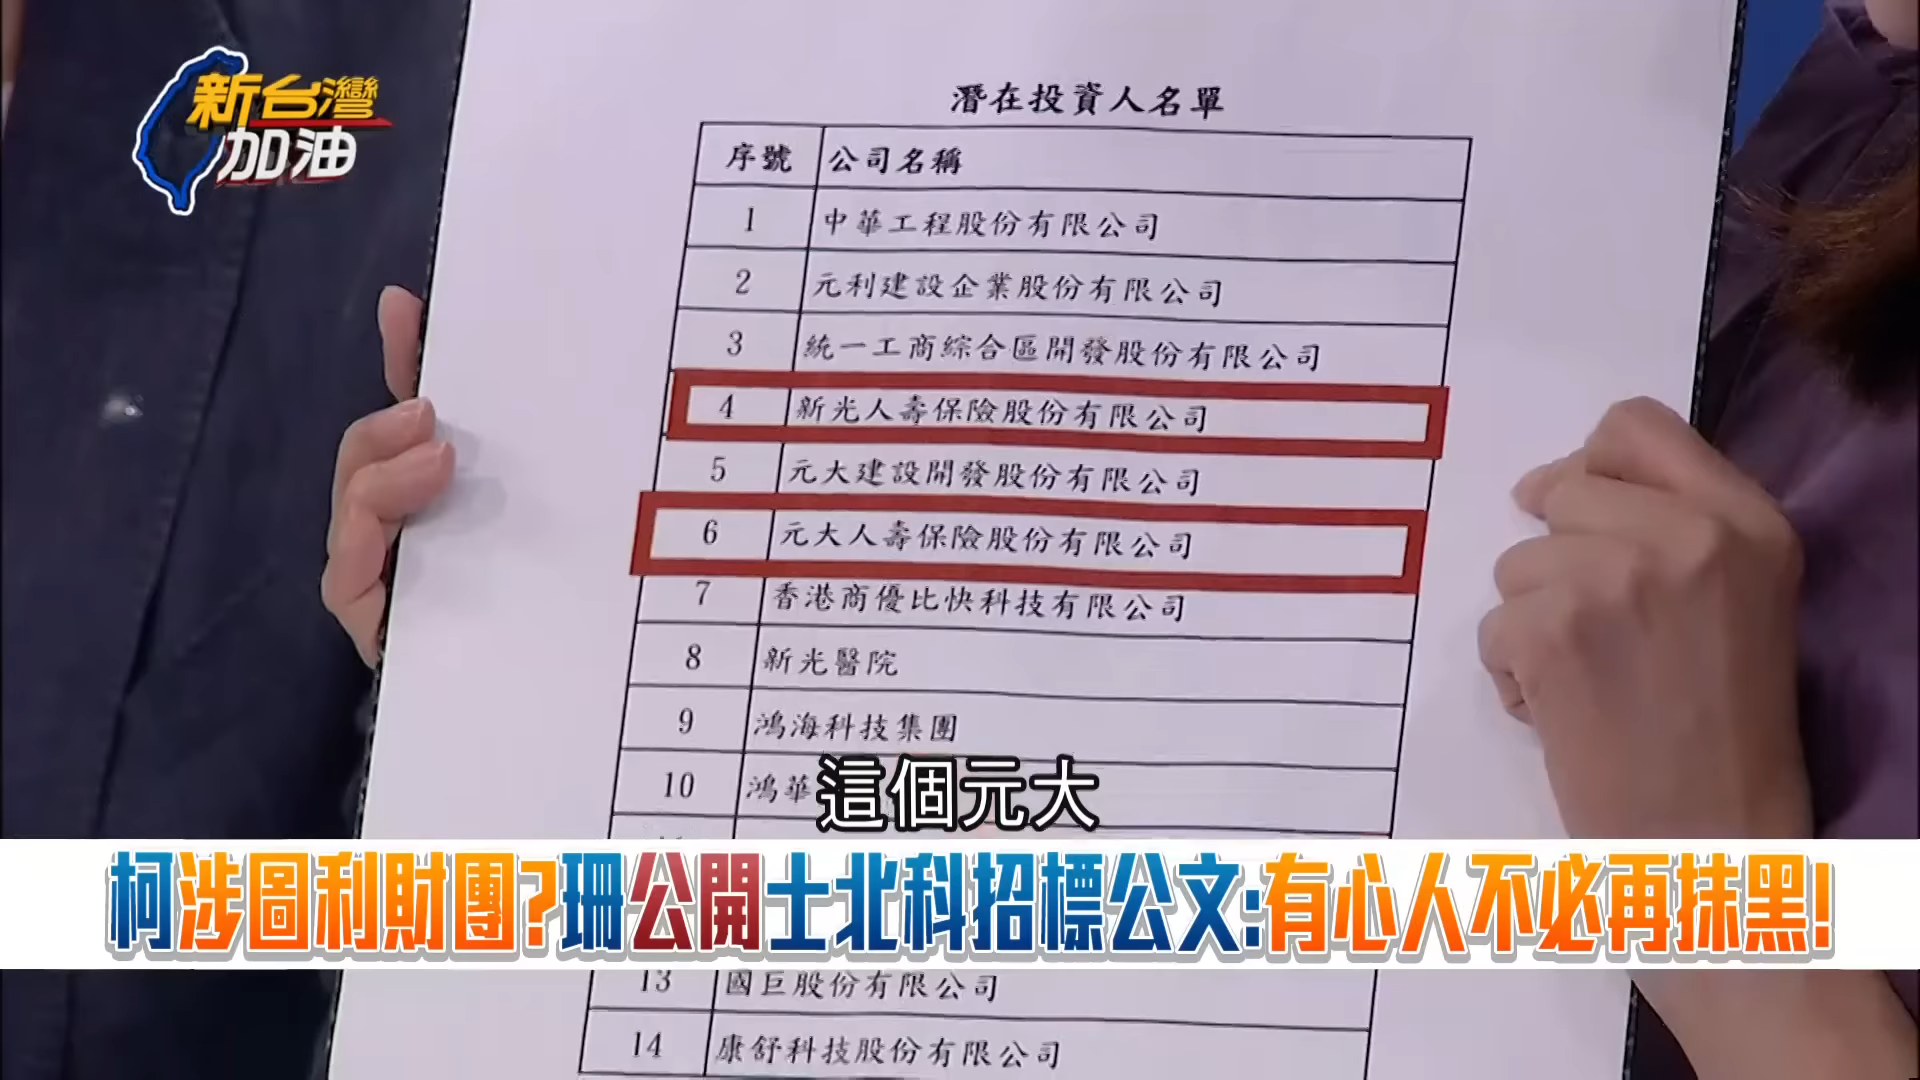 新台灣
加油
潛在投資人名單
序號 公司名稱
1 中華工程股份有限公司
2 元利建設企業股份有限公司
3 統一工商綜合區開發股份有限公司
4 新光人壽保險股份有限公司
5 元大建設開發股份有限公司
6 元大人壽保險股份有限公司
7 香港商優比快科技有限公司
8 新光醫院
9 鴻海科技集團
10 鴻華
這個元大
柯涉圖利財團?珊公開士北科招標公文:有心人不必再抹黑!
13 國巨股份有限公司
14 康舒科技股份有限公司